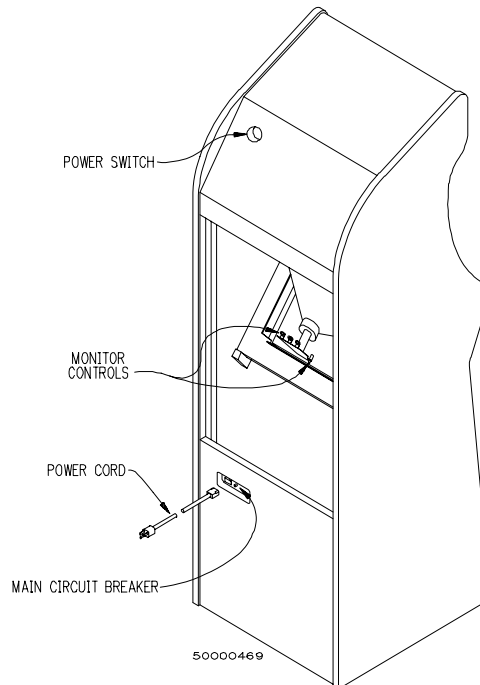 POWER SWITCH
MONITOR
CONTROLS
POWER CORD
MAIN CIRCUIT BREAKER
50000469